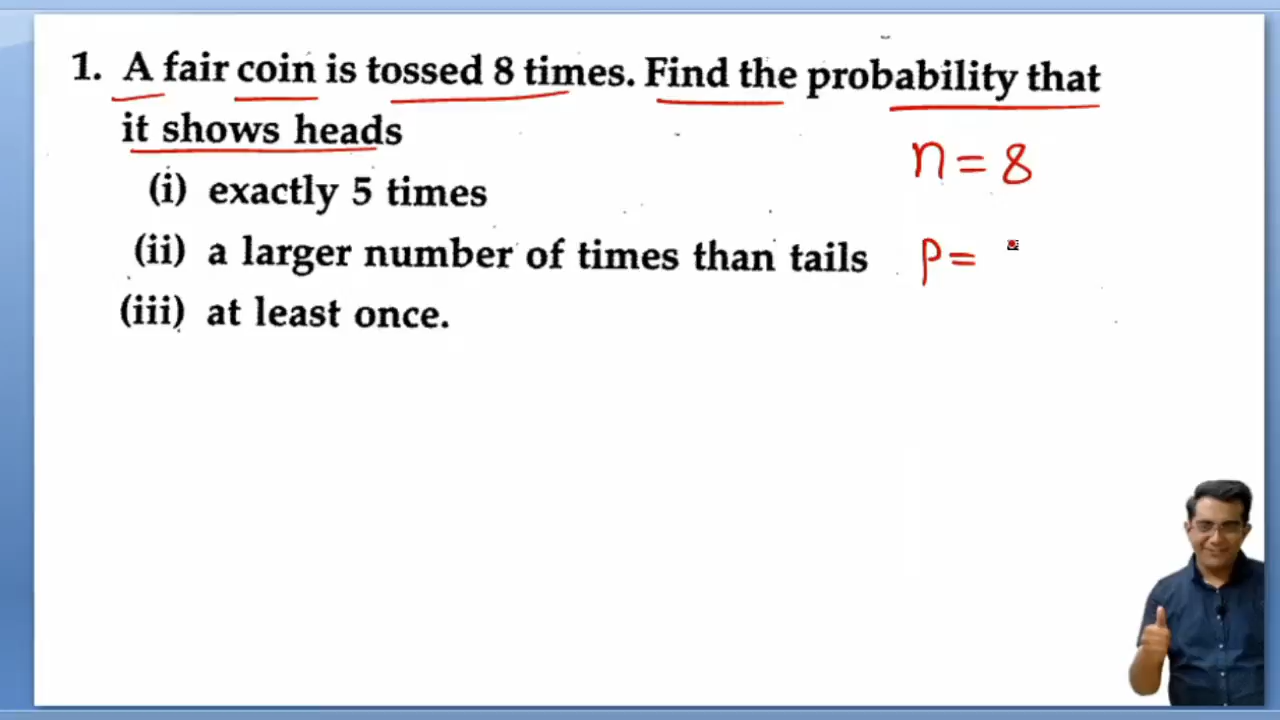 1. A fair coin is tossed 8 times. Find the probability that
it shows heads
n = 8
(i) exactly 5 times
(ii) a larger number of times than tails
p =
(iii) at least once.